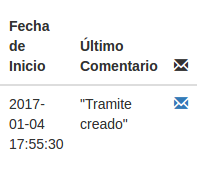 Fecha
de
Inicio
Último
Comentario
2017-
01-04
17:55:30
"Tramite
creado"